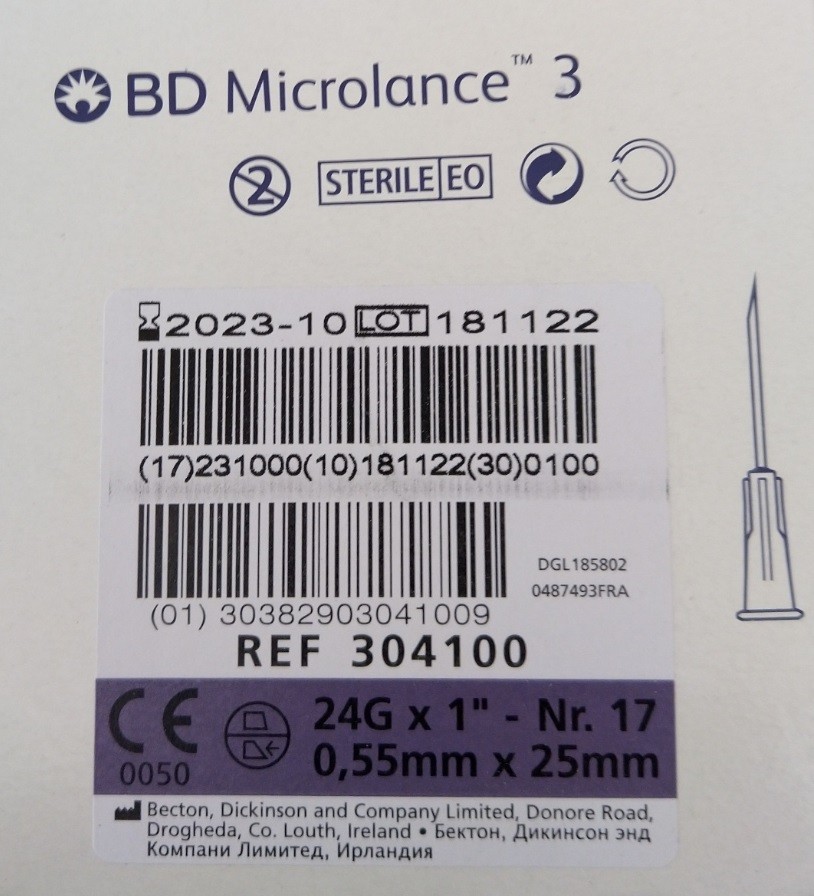 BD Microlance™ 3
2
STERILE EO
2023-10 LOT 181122
(17)231000(10)181122(30)0100
DGL185802
0487493FRA
(01) 30382903041009
REF 304100
CE
0050
24G x 1" - Nr. 17
0,55mm x 25mm
Becton, Dickinson and Company Limited, Donore Road,
Drogheda, Co. Louth, Ireland • Бектон, Дикинсон энд
Компани Лимитед, Ирландия